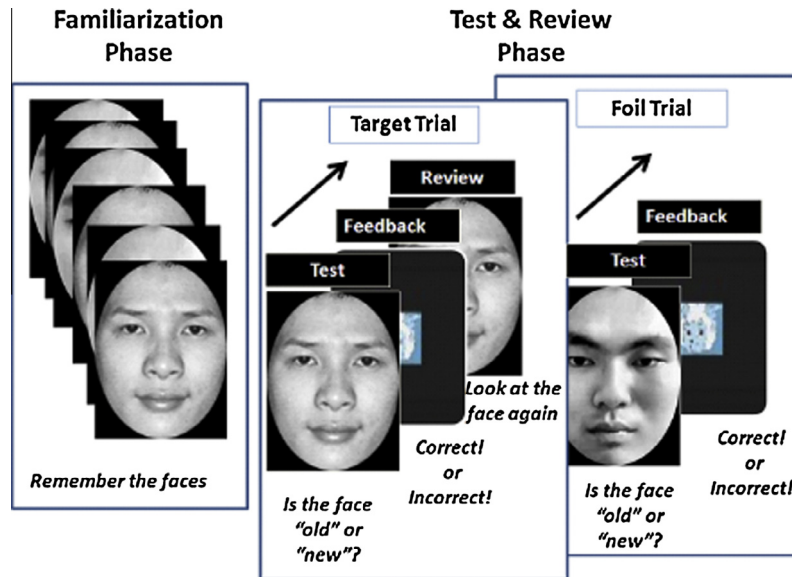 Familiarization
Phase
Test & Review
Phase
Remember the faces
Target Trial
Review
Feedback
Test
Look at the
face again
Correct!
or
Incorrect!
Is the face
"old" or
"new"?
Foil Trial
Feedback
Test
Correct!
or
Incorrect!
Is the face
"old" or
"new"?